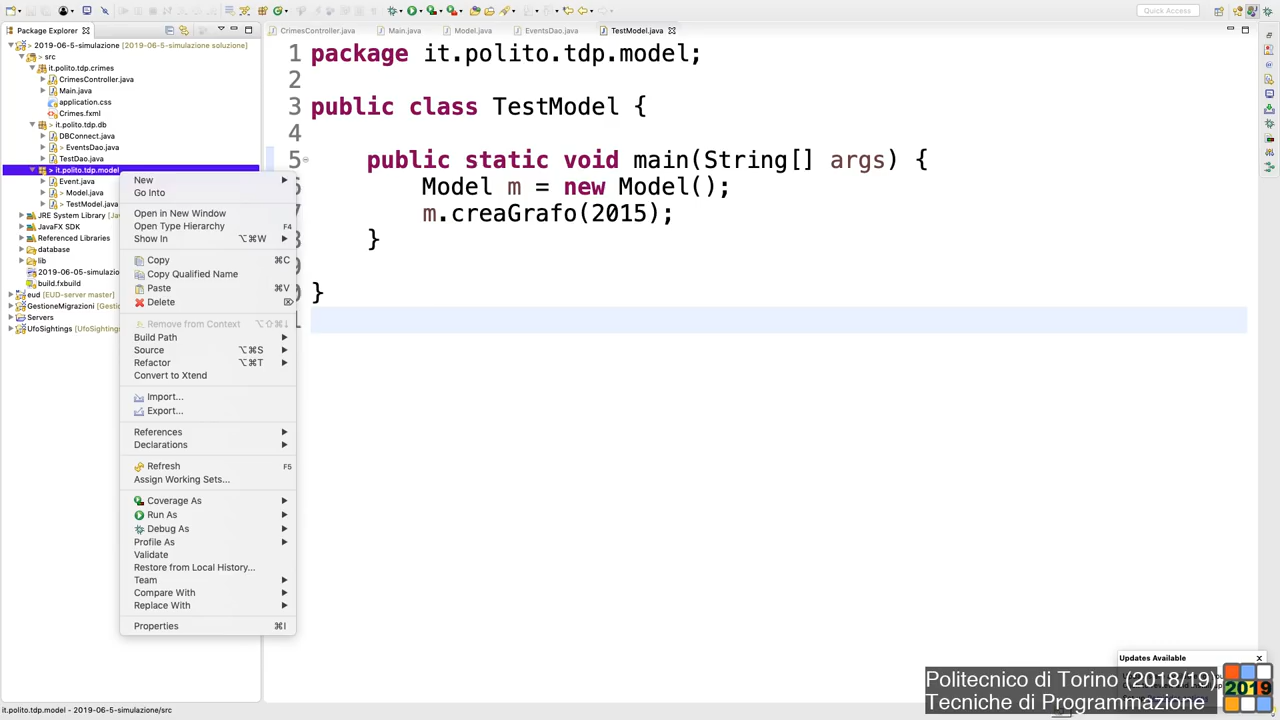 Quick Access
Package Explorer
CrimesController.java
Main.java
Model.java
EventsDao.java
TestModel.java
> 2019-06-5-simulazione [2019-06-5-simulazione soluzione]
> src
it.polito.tdp.crimes
CrimesController.java
Main.java
application.css
Crimes.fxml
> it.polito.tdp.db
DBConnect.java
> EventsDao.java
TestDao.java
> it.polito.tdp.model
Event.java
> Model.java
> TestModel.java
JRE System Library
JavaFX SDK
Referenced Libraries
database
lib
2019-06-05-simulazio
build.fxbuild
eud [EUD-server master]
GestioneMigrazioni [Gesti
Servers
UfoSightings [UfoSighting
New
Go Into
Open in New Window
Open Type Hierarchy F4
Show In ⌥⌘W
Copy ⌘C
Copy Qualified Name
Paste ⌘V
Delete ⌦
Remove from Context ⌥⇧⌘↓
Build Path
Source ⌥⌘S
Refactor ⌥⌘T
Convert to Xtend
Import...
Export...
References
Declarations
Refresh F5
Assign Working Sets...
Coverage As
Run As
Debug As
Profile As
Validate
Restore from Local History...
Team
Compare With
Replace With
Properties ⌘I
1 package it.polito.tdp.model;
2
3 public class TestModel {
4
5 public static void main(String[] args) {
Model m = new Model();
m.creaGrafo(2015);
}
}
Updates Available
Politecnico di Torino (2018/19)
Tecniche di Programmazione
2019
it.polito.tdp.model - 2019-06-5-simulazione/src